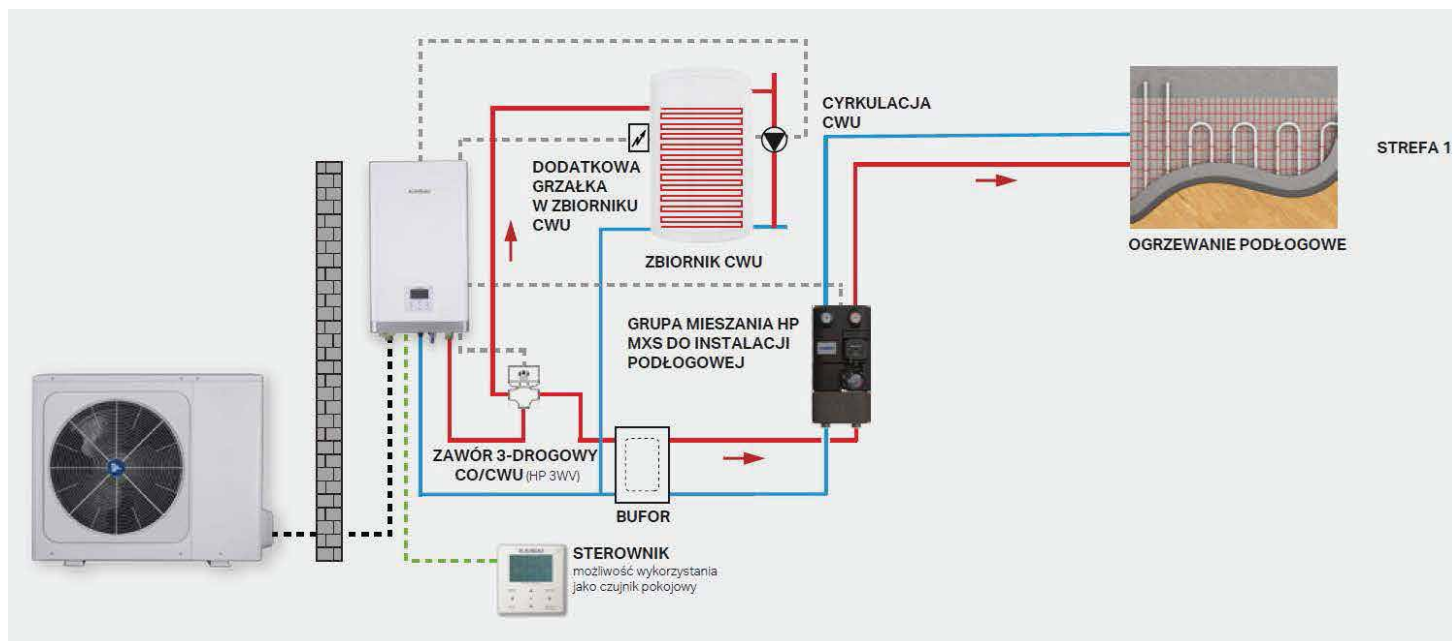 CYRKULACJA
CWU
STREFA 1
DODATKOWA
GRZAŁKA
W ZBIORNIKU
CWU
OGRZEWANIE PODŁOGOWE
ZBIORNIK CWU
GRUPA MIESZANIA HP
MXS DO INSTALACJI
PODŁOGOWEJ
ZAWÓR 3-DROGOWY
CO/CWU (HP 3WV)
BUFOR
STEROWNIK
możliwość wykorzystania
jako czujnik pokojowy